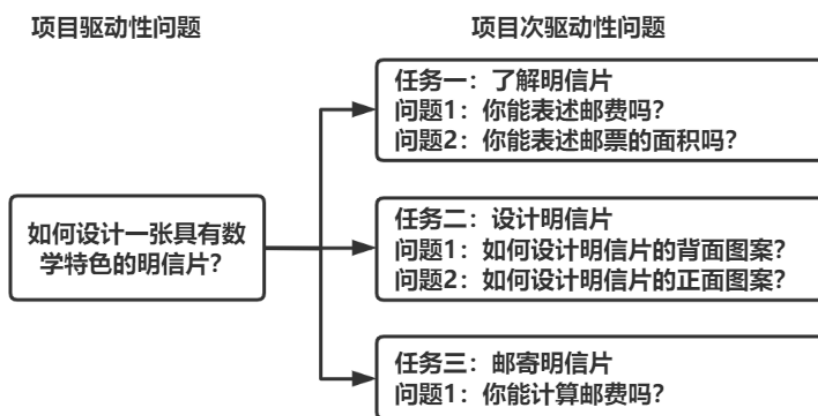 项目驱动性问题
项目次驱动性问题
如何设计一张具有数
学特色的明信片？
任务一：了解明信片
问题1：你能表述邮费吗？
问题2：你能表述邮票的面积吗？
任务二：设计明信片
问题1：如何设计明信片的背面图案？
问题2：如何设计明信片的正面图案？
任务三：邮寄明信片
问题1：你能计算邮费吗？